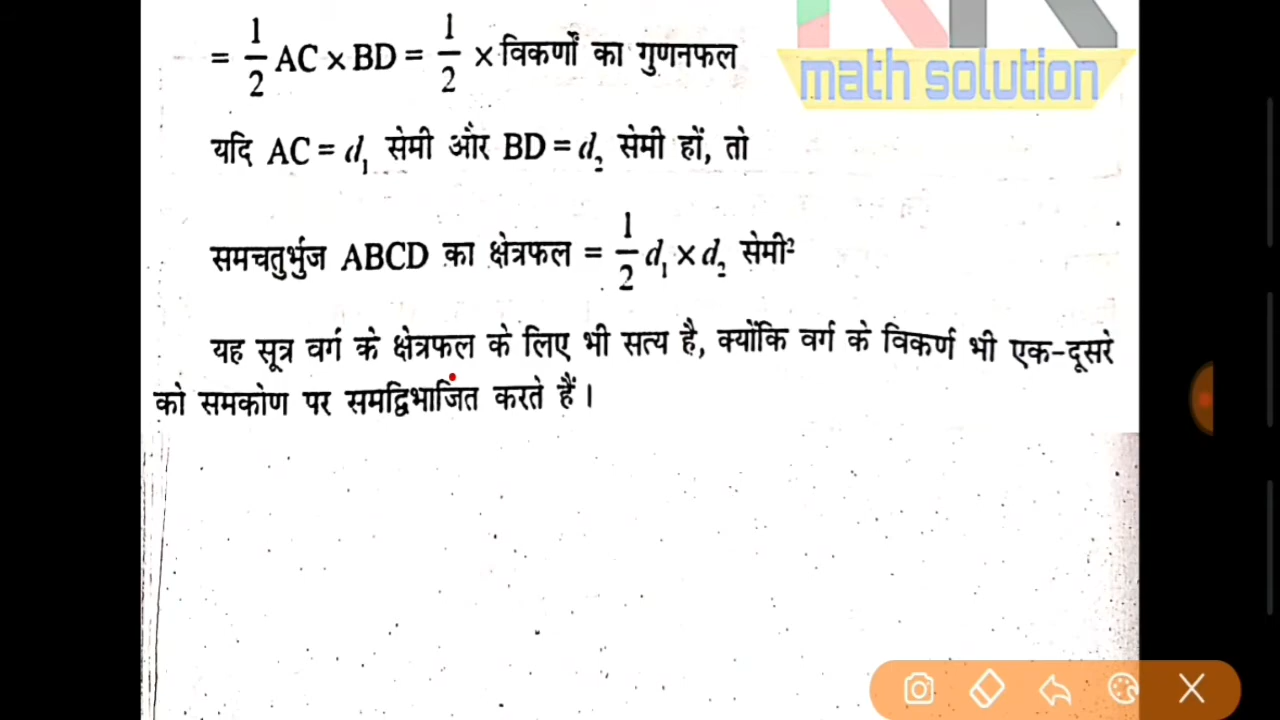 = 1/2 AC × BD = 1/2 × विकर्णों का गुणनफल
math solution
यदि AC = d₁ सेमी और BD = d₂ सेमी हों, तो
समचतुर्भुज ABCD का क्षेत्रफल = 1/2 d₁ × d₂ सेमी²
यह सूत्र वर्ग के क्षेत्रफल के लिए भी सत्य है, क्योंकि वर्ग के विकर्ण भी एक-दूसरे
को समकोण पर समद्विभाजित करते हैं ।